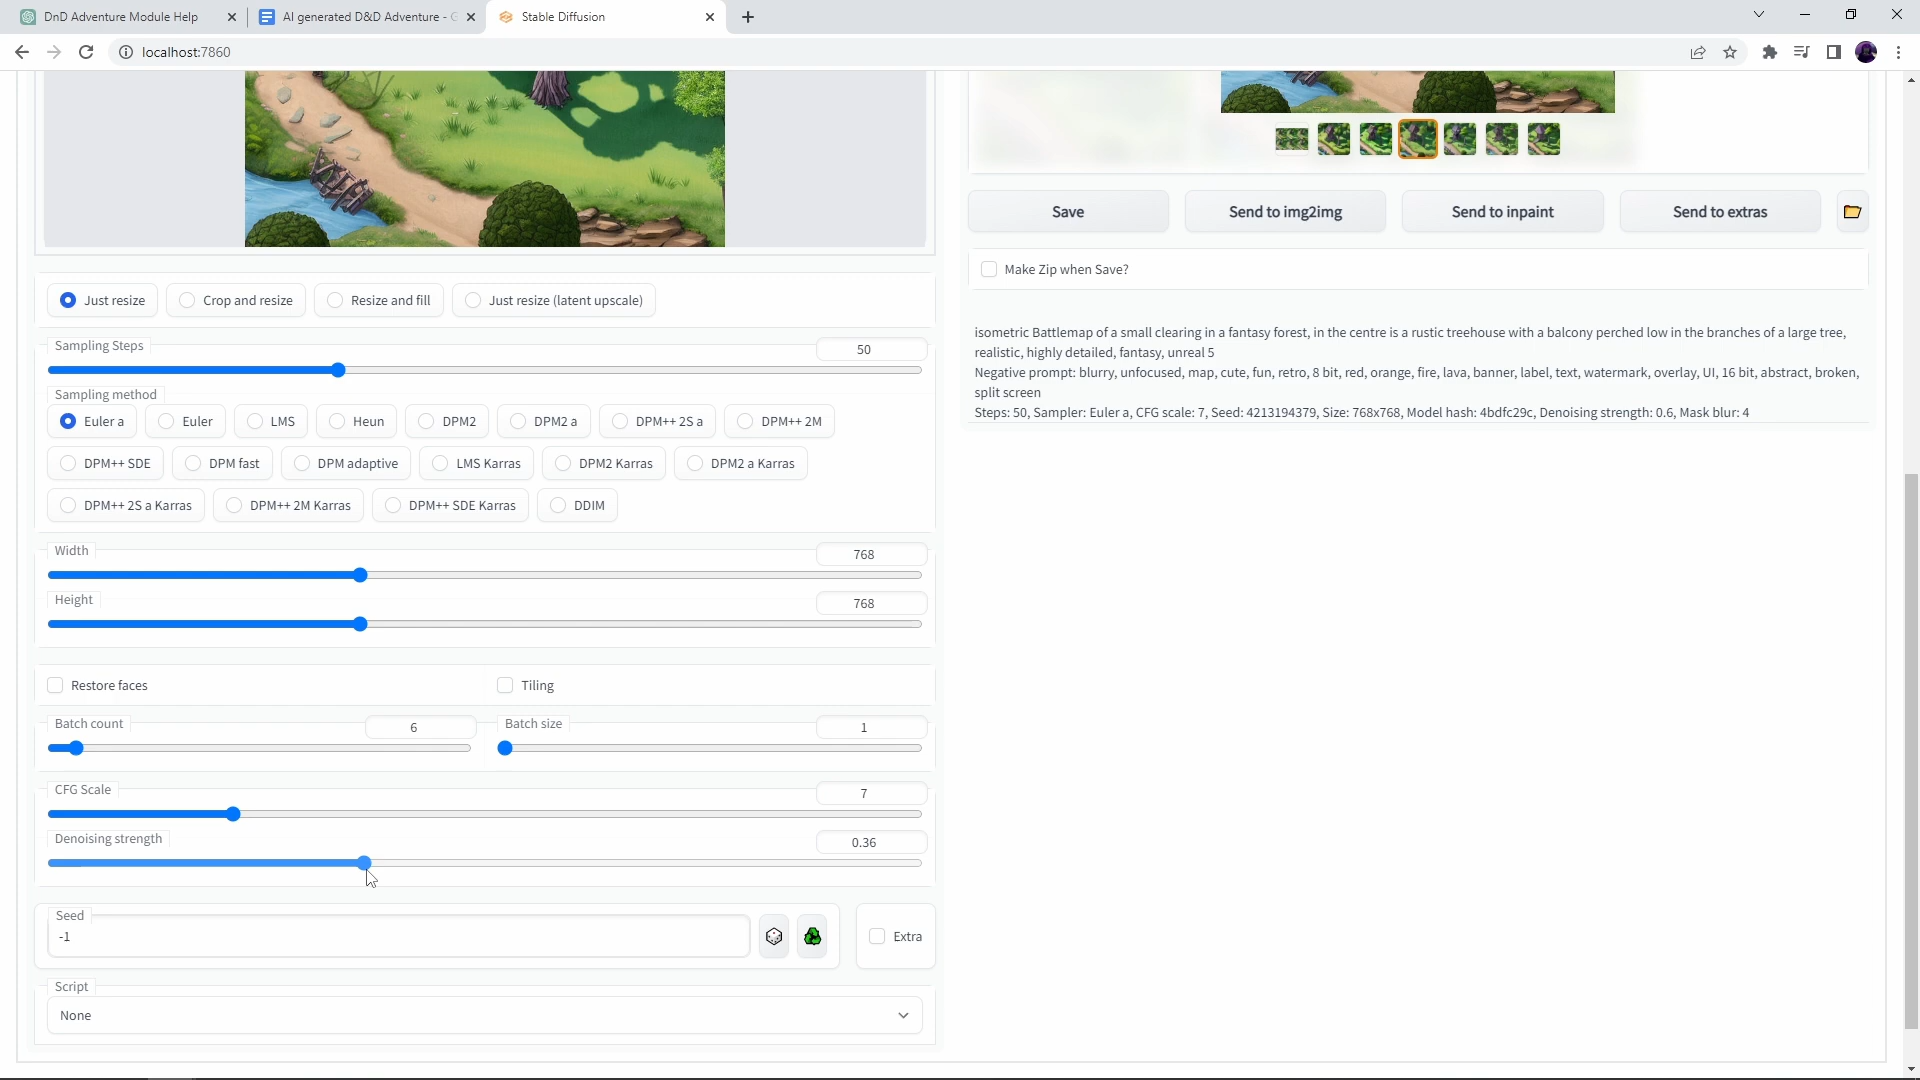 DnD Adventure Module Help
AI generated D&D Adventure - G
Stable Diffusion
localhost:7860
Save
Send to img2img
Send to inpaint
Send to extras
Make Zip when Save?
isometric Battlemap of a small clearing in a fantasy forest, in the centre is a rustic treehouse with a balcony perched low in the branches of a large tree,
realistic, highly detailed, fantasy, unreal 5
Negative prompt: blurry, unfocused, map, cute, fun, retro, 8 bit, red, orange, fire, lava, banner, label, text, watermark, overlay, UI, 16 bit, abstract, broken,
split screen
Steps: 50, Sampler: Euler a, CFG scale: 7, Seed: 4213194379, Size: 768x768, Model hash: 4bdfc29c, Denoising strength: 0.6, Mask blur: 4
Just resize
Crop and resize
Resize and fill
Just resize (latent upscale)
Sampling Steps
50
Sampling method
Euler a
Euler
LMS
Heun
DPM2
DPM2 a
DPM++ 2S a
DPM++ 2M
DPM++ SDE
DPM fast
DPM adaptive
LMS Karras
DPM2 Karras
DPM2 a Karras
DPM++ 2S a Karras
DPM++ 2M Karras
DPM++ SDE Karras
DDIM
Width
768
Height
768
Restore faces
Tiling
Batch count
6
Batch size
1
CFG Scale
7
Denoising strength
0.36
Seed
-1
Extra
Script
None